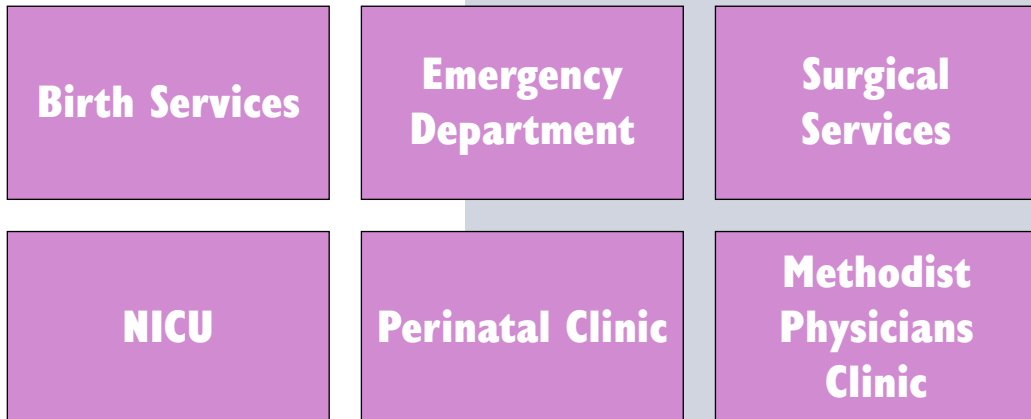 Birth Services
Emergency
Department
Surgical
Services
NICU
Perinatal Clinic
Methodist
Physicians
Clinic